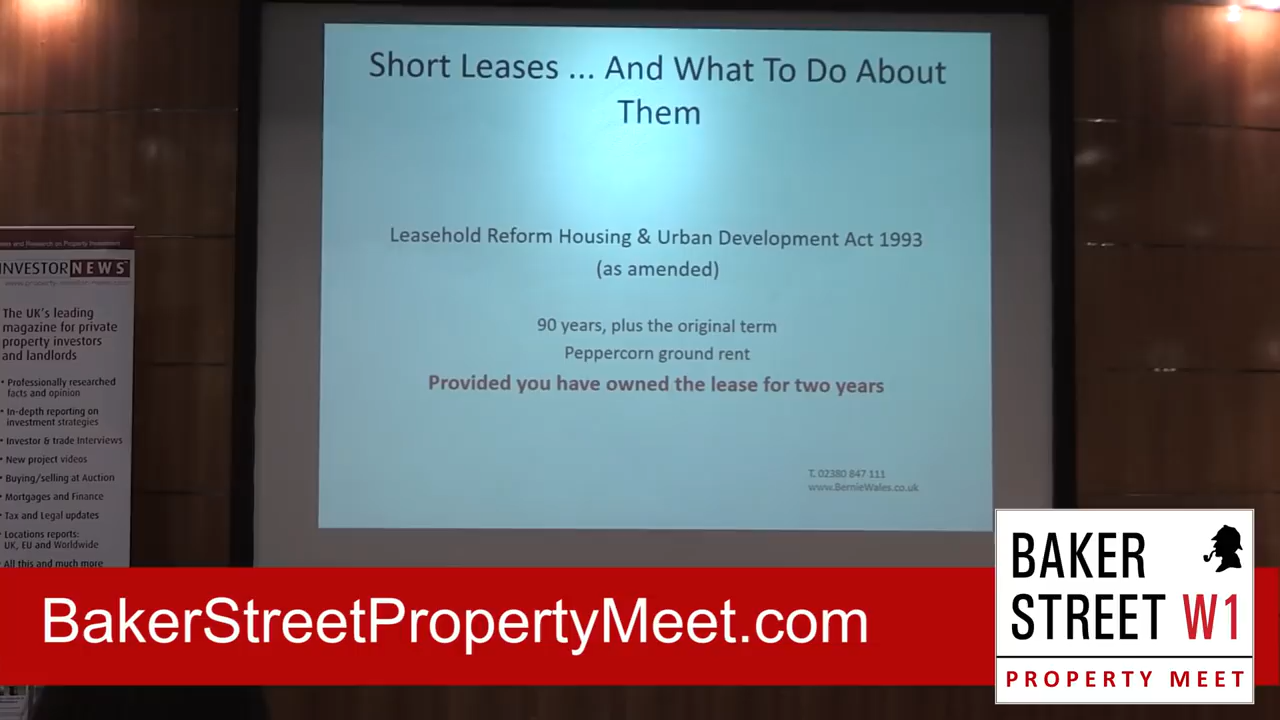 Short Leases ... And What To Do About
Them
Leasehold Reform Housing & Urban Development Act 1993
(as amended)
90 years, plus the original term
Peppercorn ground rent
Provided you have owned the lease for two years
T. 02380 847 111
www.BernieWales.co.uk
and Research on Property Investment
INVESTOR NEWS
The UK's leading
magazine for private
property investors
and landlords
• Professionally researched
facts and opinion
• In-depth reporting on
investment strategies
• Investor & trade Interviews
• New project videos
• Buying/selling at Auction
• Mortgages and Finance
• Tax and Legal updates
• Locations reports:
UK, EU and Worldwide
• All this and much more
BakerStreetPropertyMeet.com
BAKER
STREET W1
PROPERTY MEET